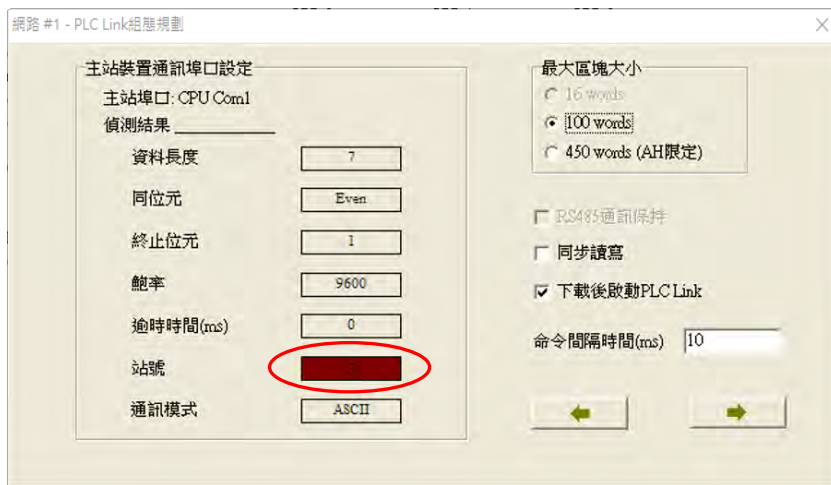 網路 #1 - PLC Link組態規劃
主站裝置通訊埠口設定
主站埠口: CPU Com1
偵測結果
資料長度 7
同位元 Even
終止位元 1
鮑率 9600
逾時時間(ms) 0
站號
通訊模式 ASCII
最大區塊大小
16 words
100 words
450 words (AH限定)
RS485通訊保持
同步讀寫
下載後啟動PLC Link
命令間隔時間(ms) 10